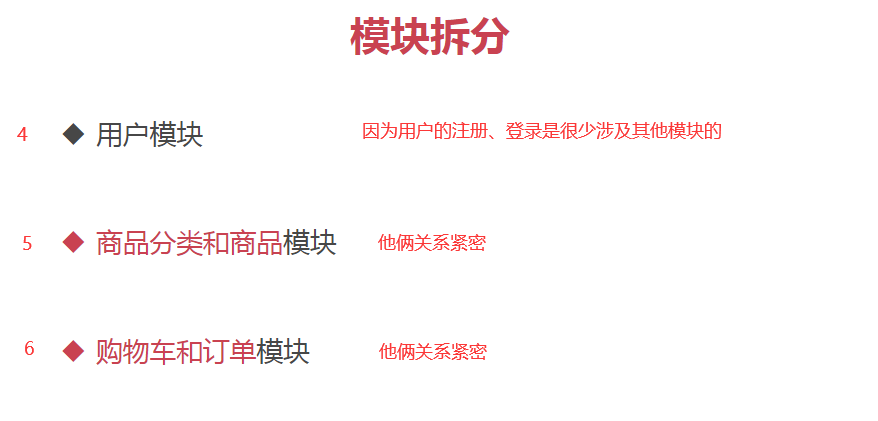 模块拆分
4 ◆ 用户模块 因为用户的注册、登录是很少涉及其他模块的
5 ◆ 商品分类和商品模块 他俩关系紧密
6 ◆ 购物车和订单模块 他俩关系紧密